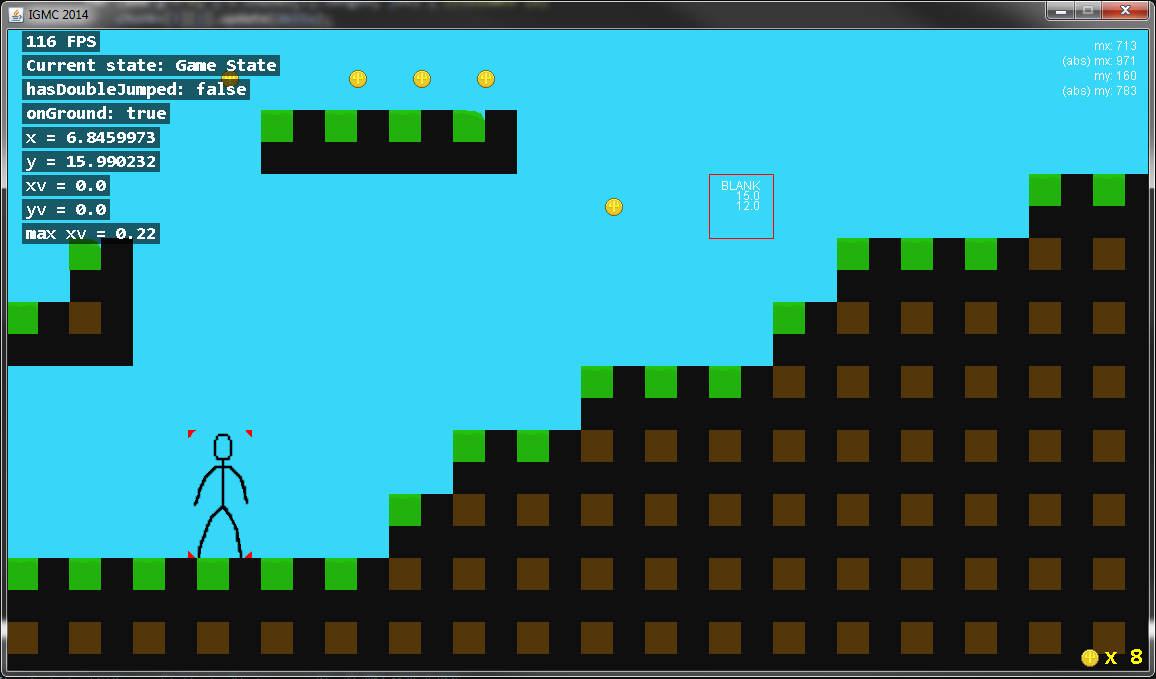 IGMC 2014
116 FPS
Current state: Game State
hasDoubleJumped: false
onGround: true
x = 6.8459973
y = 15.990232
xv = 0.0
yv = 0.0
max xv = 0.22
mx: 713
(abs) mx: 971
my: 160
(abs) my: 783
BLANK
15.0
12.0
x 8